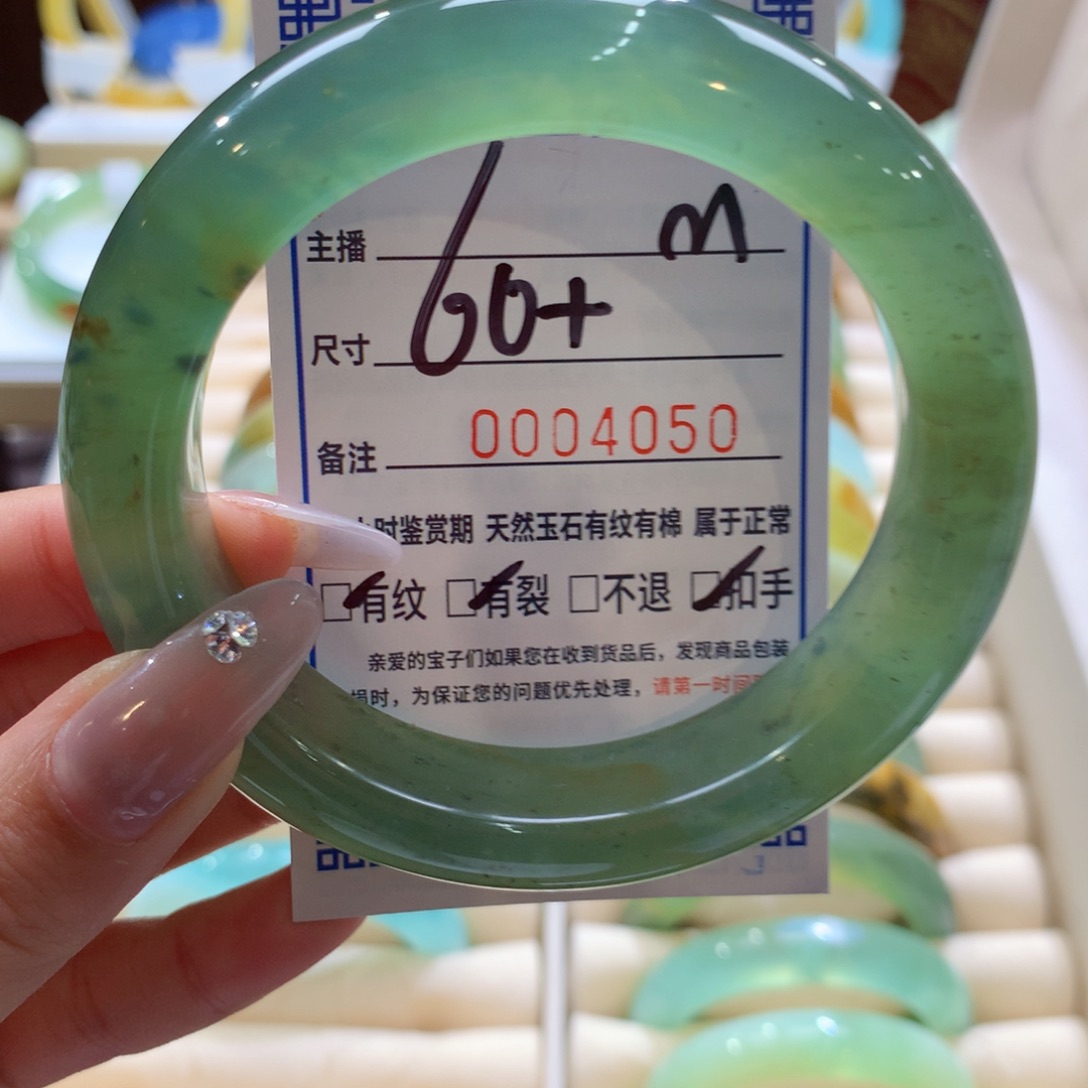 主播 m
尺寸 60+
备注 0004050
时鉴赏期 天然玉石有纹有棉 属于正常
□有纹 □有裂 □不退 □扣手
亲爱的宝子们如果您在收到货品后，发现商品包装
损时，为保证您的问题优先处理，请第一时间